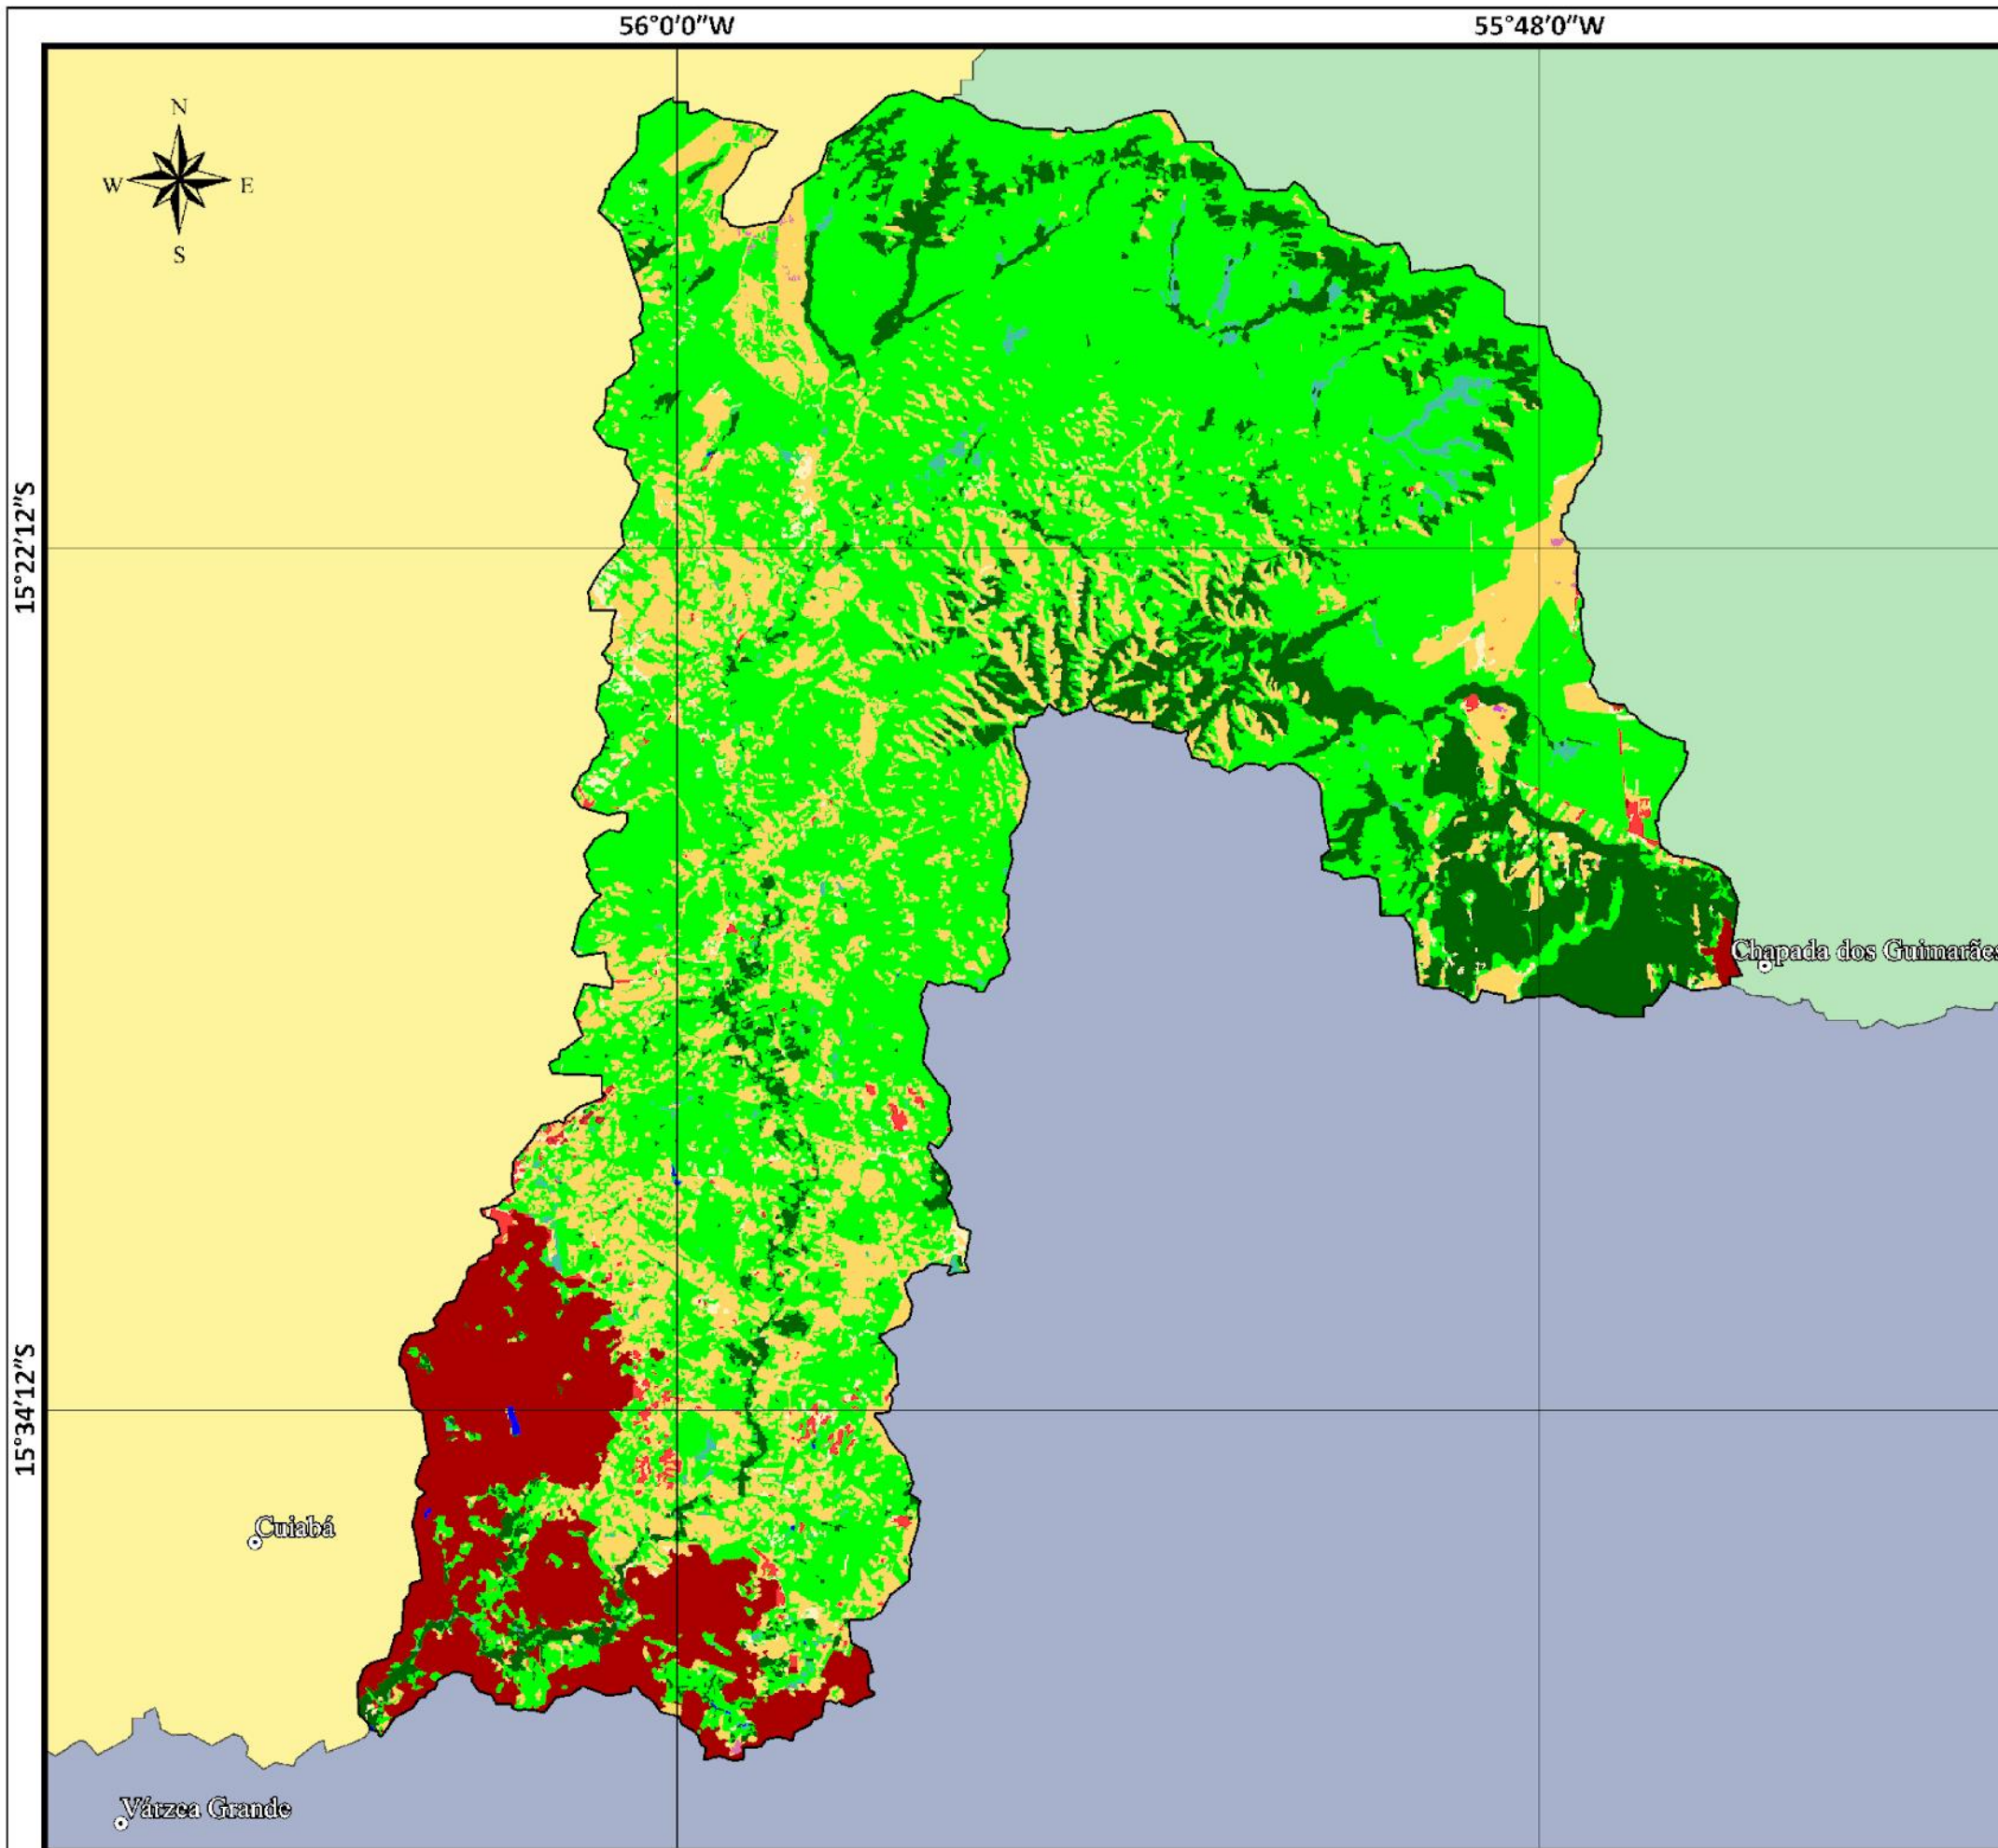 56°0'0"W
55°48'0"W
N
W
E
S
15°22'12"S
Chapada dos Guimarães
15°34'12"S
Cuiabá
Várzea Grande